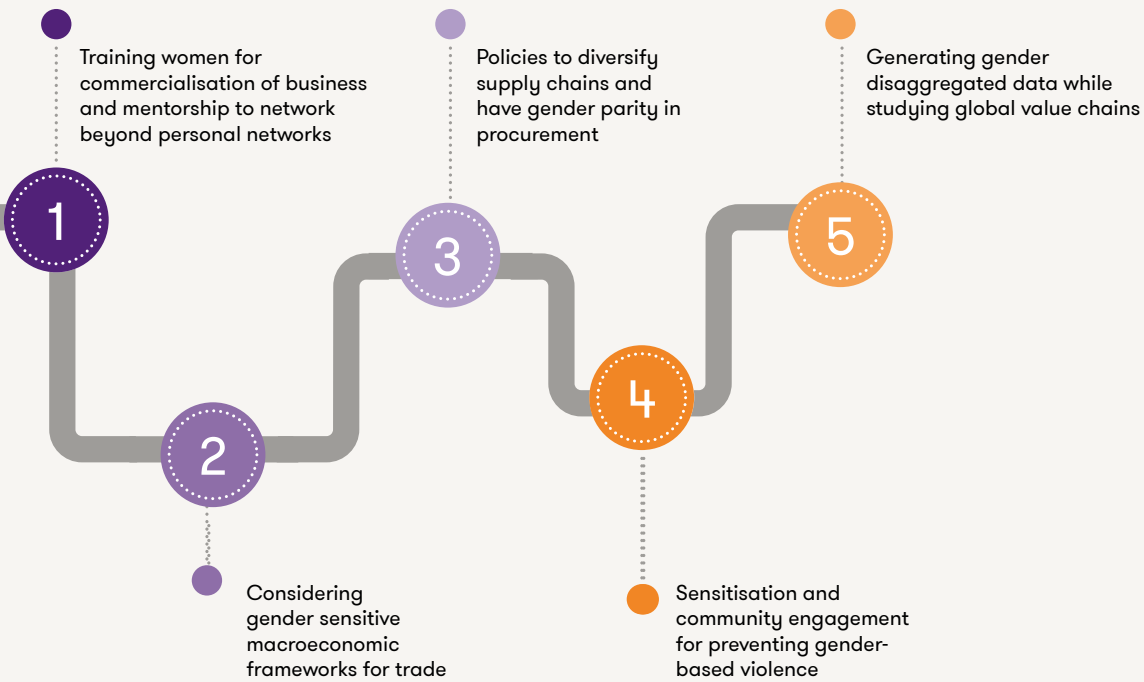 1
Training women for
commercialisation of business
and mentorship to network
beyond personal networks
2
Considering
gender sensitive
macroeconomic
frameworks for trade
3
Policies to diversify
supply chains and
have gender parity in
procurement
4
Sensitisation and
community engagement
for preventing gender-
based violence
5
Generating gender
disaggregated data while
studying global value chains